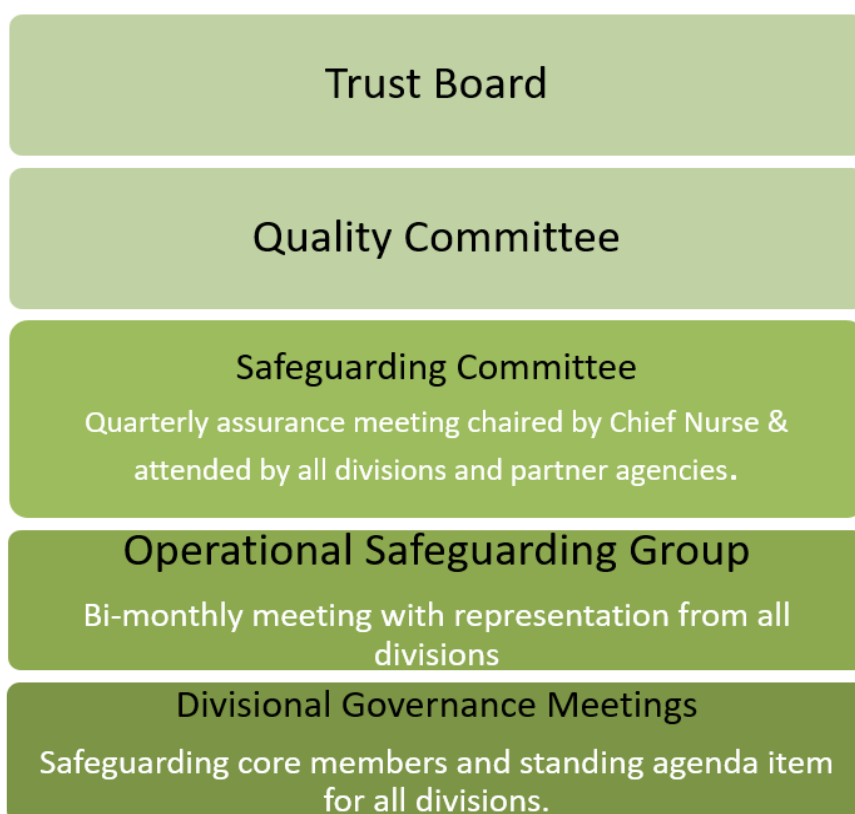 Trust Board
Quality Committee
Safeguarding Committee
Quarterly assurance meeting chaired by Chief Nurse &
attended by all divisions and partner agencies.
Operational Safeguarding Group
Bi-monthly meeting with representation from all
divisions
Divisional Governance Meetings
Safeguarding core members and standing agenda item
for all divisions.